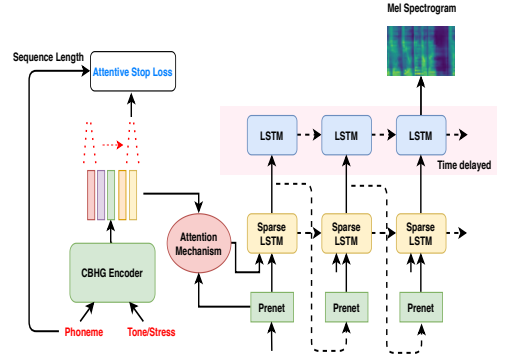 Mel Spectrogram
Sequence Length
Attentive Stop Loss
LSTM
LSTM
LSTM
Time delayed
Attention
Mechanism
Sparse
LSTM
Sparse
LSTM
Sparse
LSTM
CBHG Encoder
Prenet
Prenet
Prenet
Phoneme
Tone/Stress